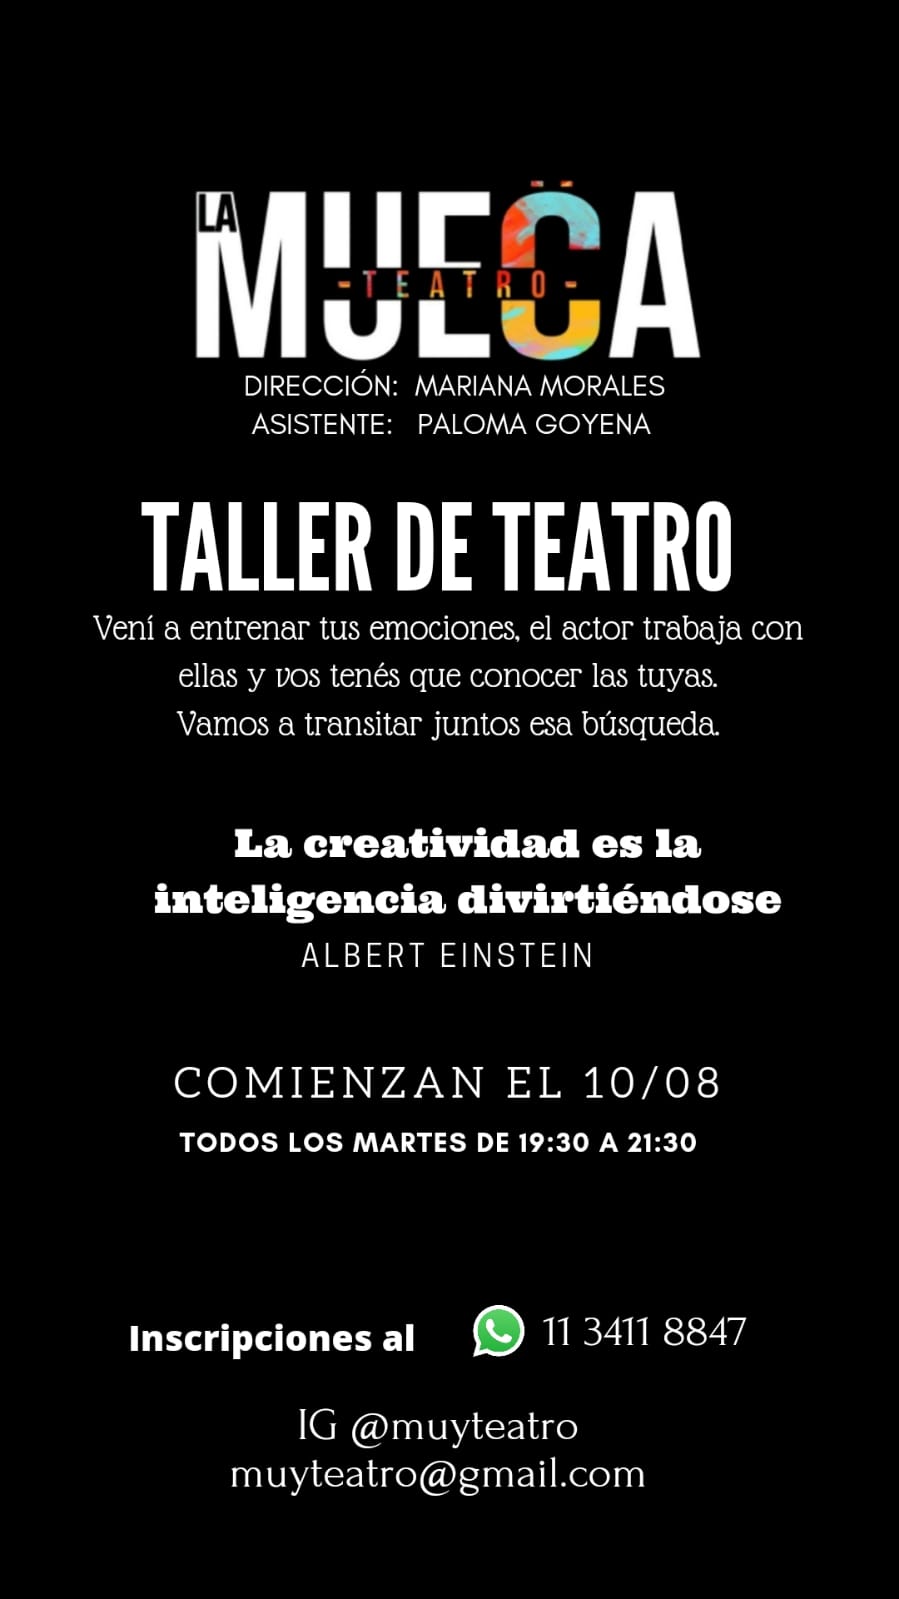 LA
MUECA
-TEATRO-
DIRECCIÓN: MARIANA MORALES
ASISTENTE: PALOMA GOYENA
TALLER DE TEATRO
Vení a entrenar tus emociones, el actor trabaja con
ellas y vos tenés que conocer las tuyas.
Vamos a transitar juntos esa búsqueda.
La creatividad es la
inteligencia divirtiéndose
ALBERT EINSTEIN
COMIENZAN EL 10/08
TODOS LOS MARTES DE 19:30 A 21:30
Inscripciones al 11 3411 8847
IG @muyteatro
muyteatro@gmail.com